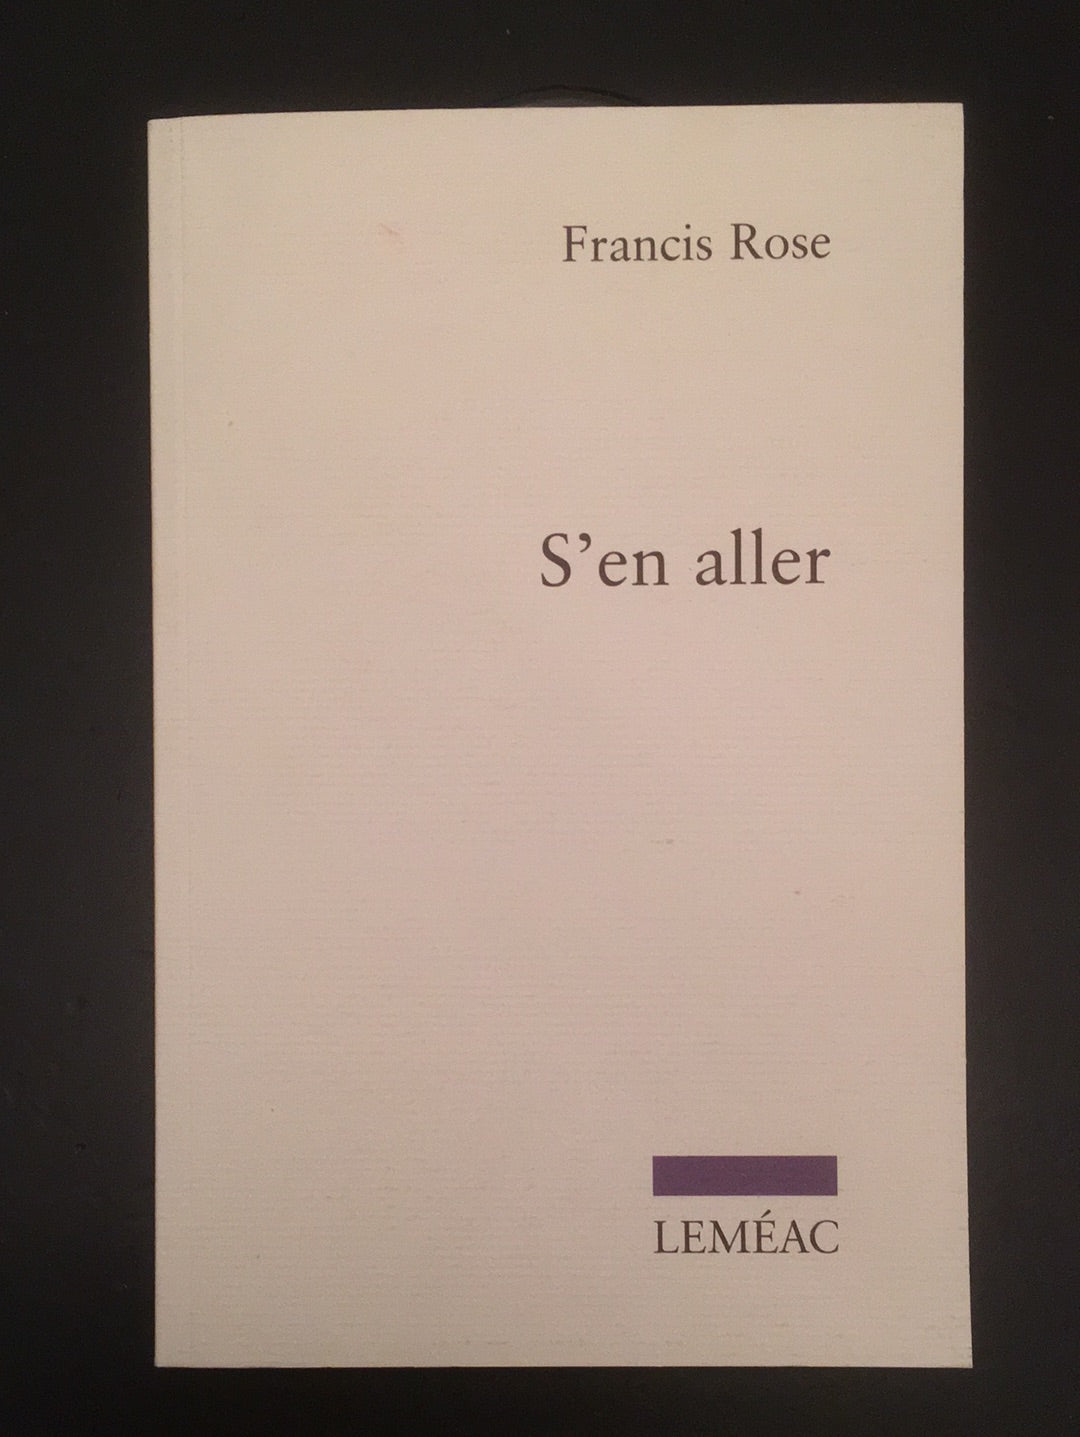 Francis Rose
S’en aller
LEMÉAC